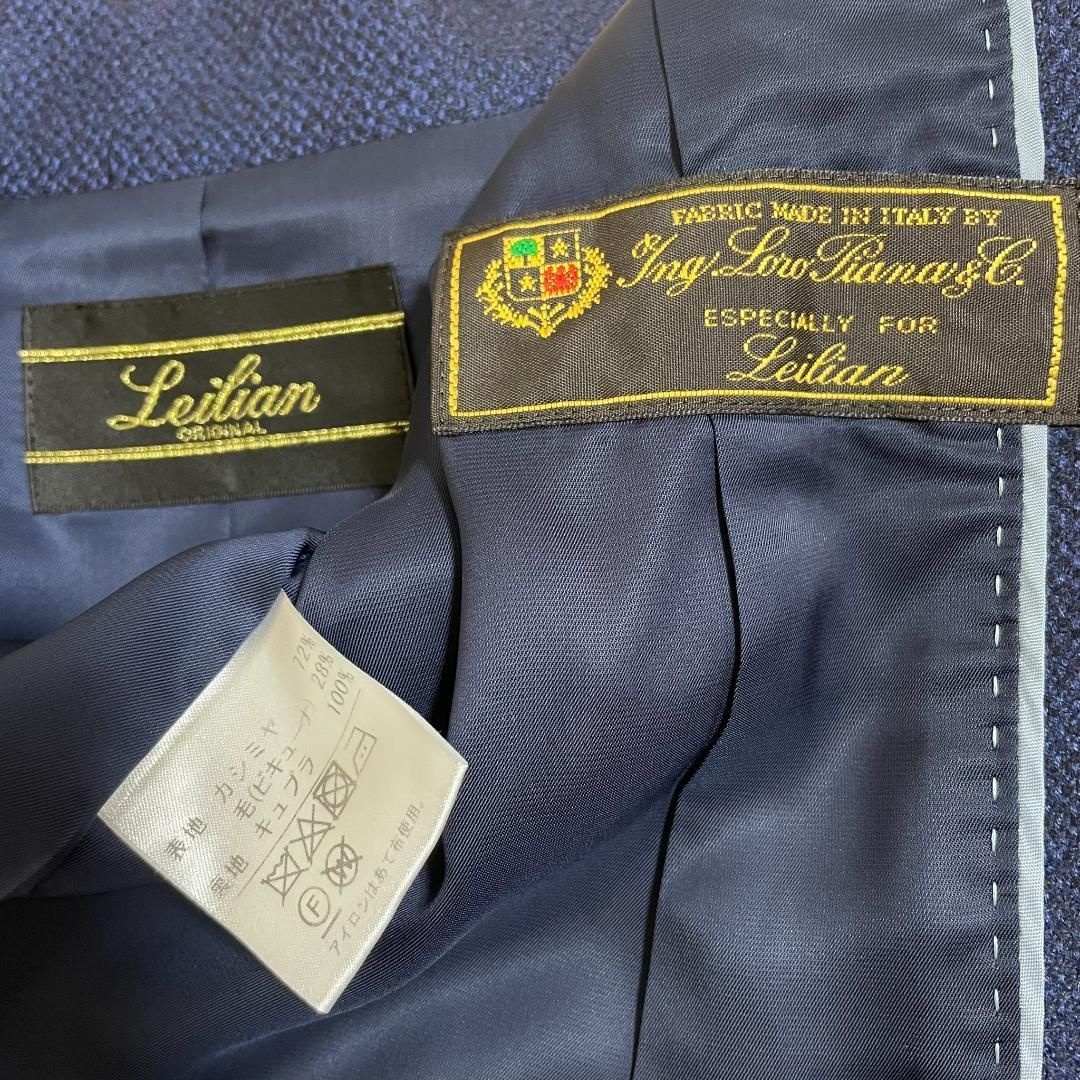 Leilian
ORIGINAL
FABRIC MADE IN ITALY BY
Ing Loro Piana & C.
ESPECIALLY FOR
Leilian
表地 カシミヤ 72%
毛(ビキューナ) 28%
裏地 キュプラ 100%
F
アイロンはあて布使用。